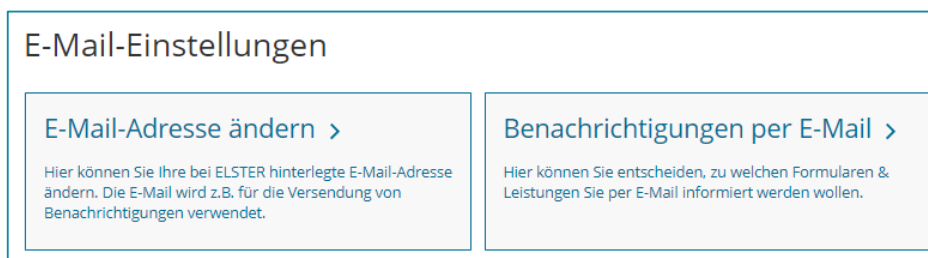 E-Mail-Einstellungen
E-Mail-Adresse ändern >
Hier können Sie Ihre bei ELSTER hinterlegte E-Mail-Adresse
ändern. Die E-Mail wird z.B. für die Versendung von
Benachrichtigungen verwendet.
Benachrichtigungen per E-Mail >
Hier können Sie entscheiden, zu welchen Formularen &
Leistungen Sie per E-Mail informiert werden wollen.